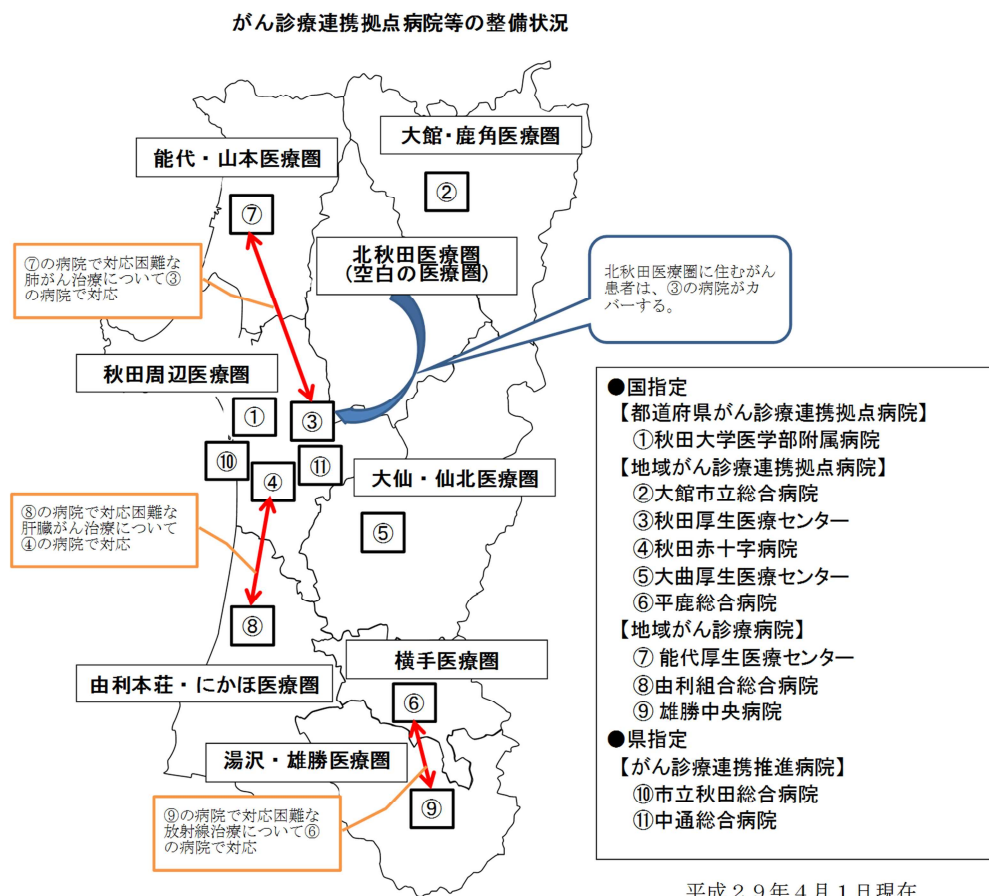 がん診療連携拠点病院等の整備状況
大館・鹿角医療圏
能代・山本医療圏
②
⑦
北秋田医療圏
(空白の医療圏)
⑦の病院で対応困難な
肺がん治療について③
の病院で対応
北秋田医療圏に住むがん
患者は、③の病院がカ
バーする。
秋田周辺医療圏
①
③
⑩
⑪
④
大仙・仙北医療圏
⑤
⑧の病院で対応困難な
肝臓がん治療について
④の病院で対応
⑧
横手医療圏
由利本荘・にかほ医療圏
⑥
湯沢・雄勝医療圏
⑨
⑨の病院で対応困難な
放射線治療について⑥
の病院で対応
●国指定
【都道府県がん診療連携拠点病院】
①秋田大学医学部附属病院
【地域がん診療連携拠点病院】
②大館市立総合病院
③秋田厚生医療センター
④秋田赤十字病院
⑤大曲厚生医療センター
⑥平鹿総合病院
【地域がん診療病院】
⑦ 能代厚生医療センター
⑧由利組合総合病院
⑨ 雄勝中央病院
●県指定
【がん診療連携推進病院】
⑩市立秋田総合病院
⑪中通総合病院
平成29年4月1日現在